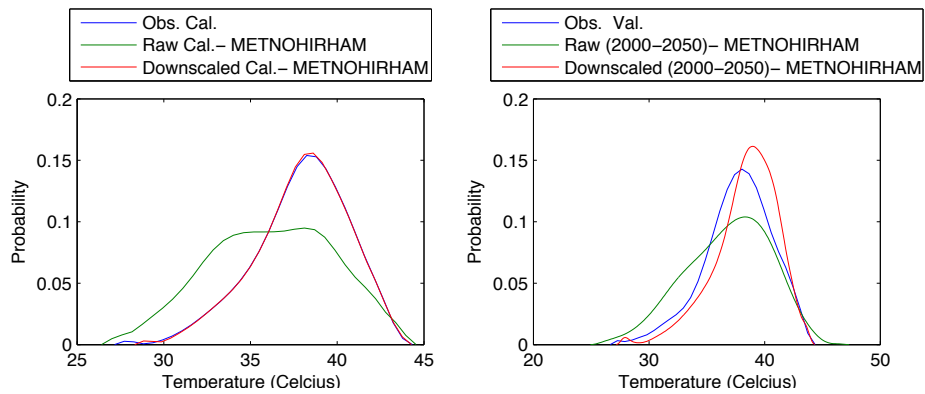 Obs. Cal.
Raw Cal.− METNOHIRHAM
Downscaled Cal.− METNOHIRHAM
0.2
0.15
0.1
0.05
0
Probability
25 30 35 40 45
Temperature (Celcius)
Obs. Val.
Raw (2000−2050)− METNOHIRHAM
Downscaled (2000−2050)− METNOHIRHAM
0.2
0.15
0.1
0.05
0
Probability
20 30 40 50
Temperature (Celcius)